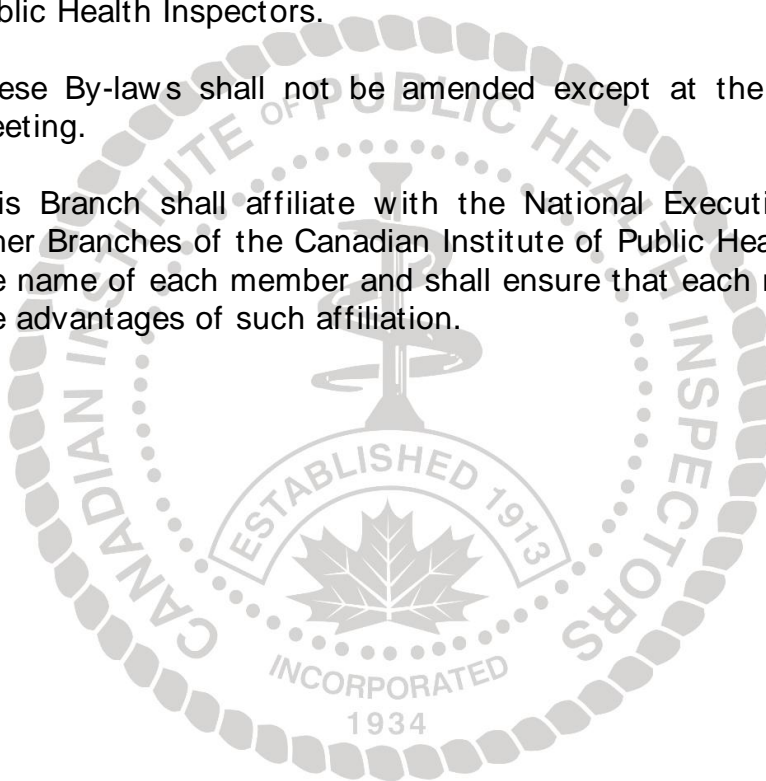 blic Health Inspectors.
ese By-laws shall not be amended except at the
eeting.
is Branch shall affiliate with the National Executi
her Branches of the Canadian Institute of Public Hea
e name of each member and shall ensure that each
e advantages of such affiliation.
CANADIAN INSTITUTE OF PUBLIC HEALTH INSPECTORS
ESTABLISHED 1913
INCORPORATED
1934